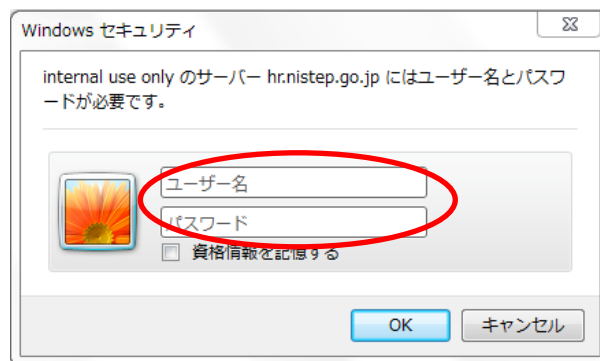 Windows セキュリティ
internal use only のサーバー hr.nistep.go.jp にはユーザー名とパスワ
ードが必要です。
ユーザー名
パスワード
資格情報を記憶する
OK
キャンセル